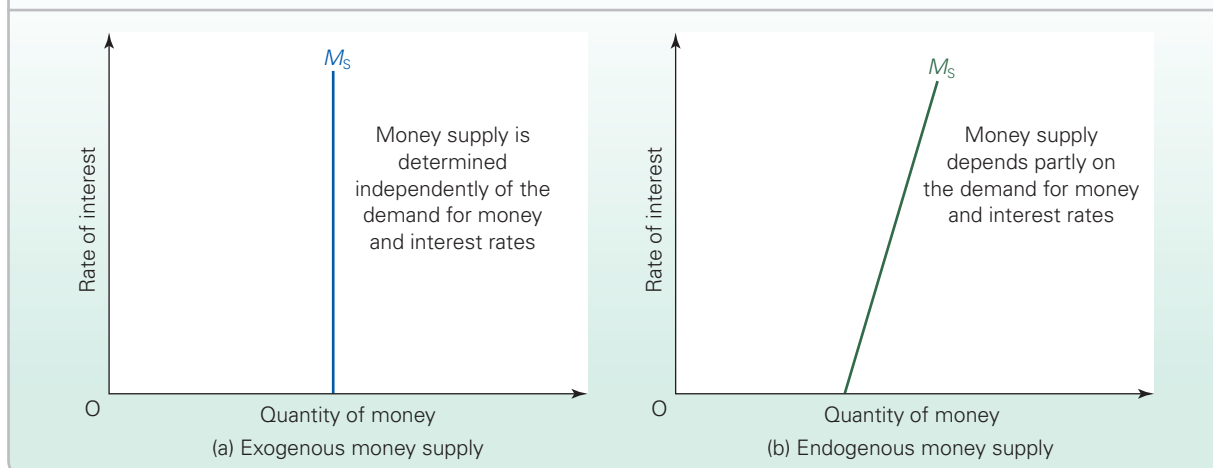 Rate of interest
M_S
Money supply is
determined
independently of the
demand for money
and interest rates
O
Quantity of money
(a) Exogenous money supply
Rate of interest
M_S
Money supply
depends partly on
the demand for money
and interest rates
O
Quantity of money
(b) Endogenous money supply